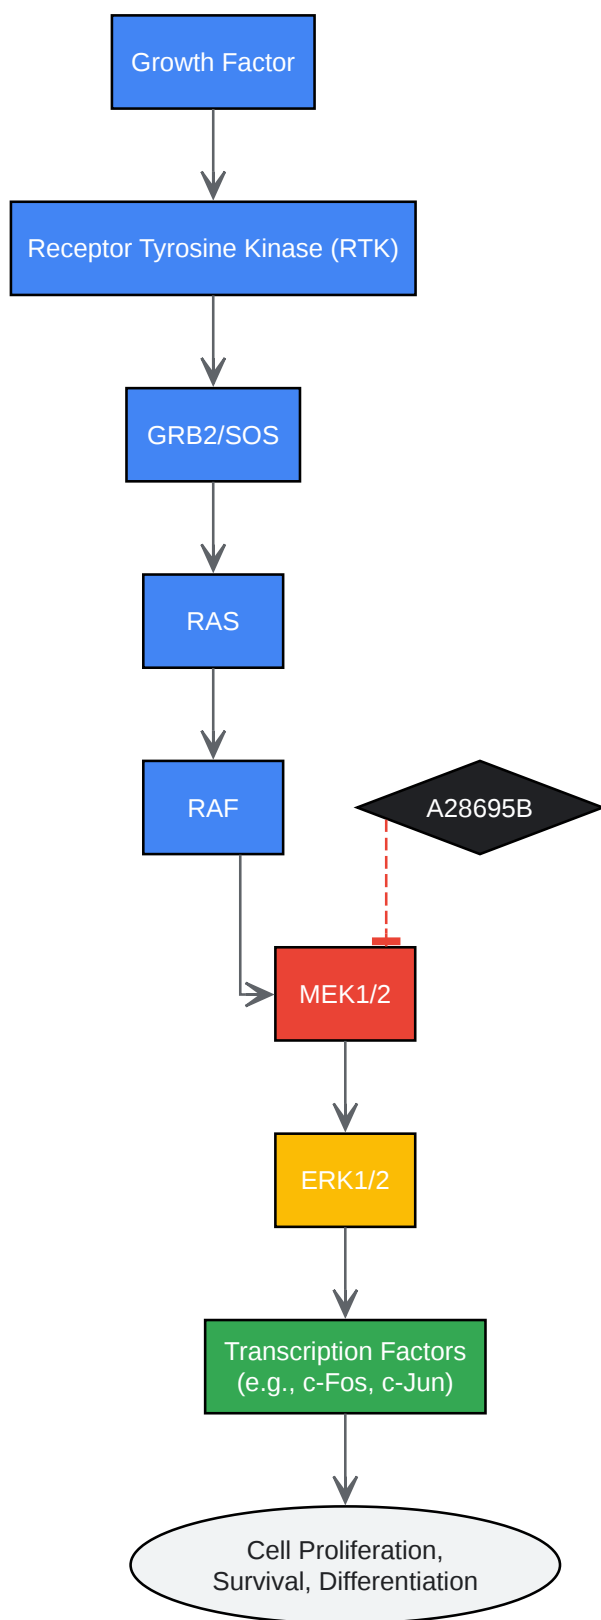 Growth Factor
Receptor Tyrosine Kinase (RTK)
GRB2/SOS
RAS
RAF
A28695B
MEK1/2
ERK1/2
Transcription Factors
(e.g., c-Fos, c-Jun)
Cell Proliferation,
Survival, Differentiation